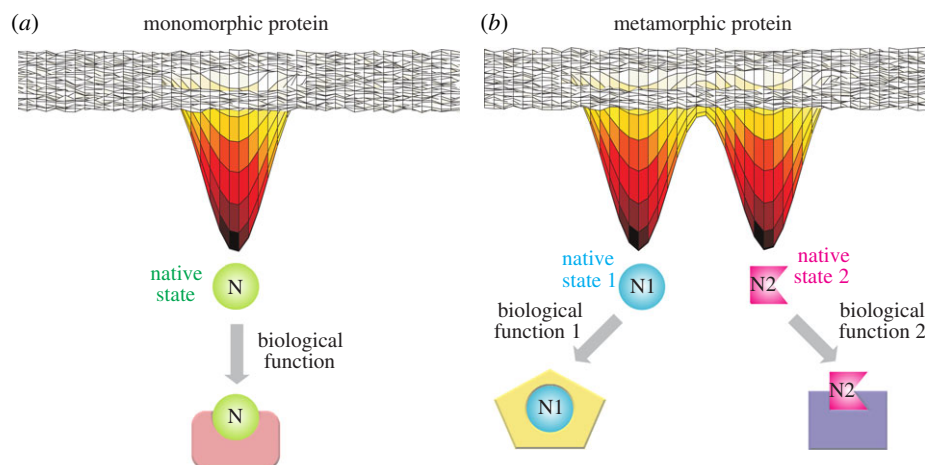 (a)
monomorphic protein
native
state
N
biological
function
N
(b)
metamorphic protein
native
state 1
N1
N2
native
state 2
biological
function 1
biological
function 2
N1
N2